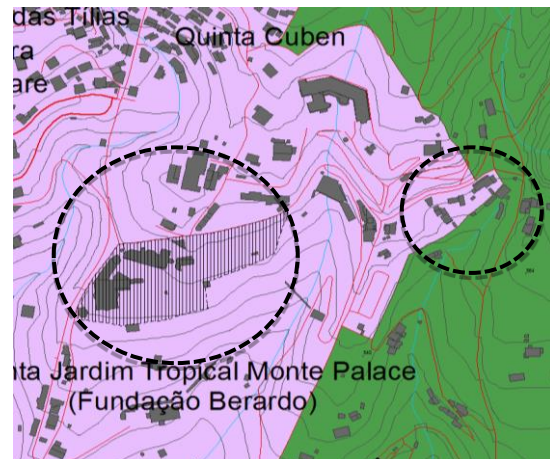 das Tílias
Quinta Cuben
ra
are
nta Jardim Tropical Monte Palace
(Fundação Berardo)